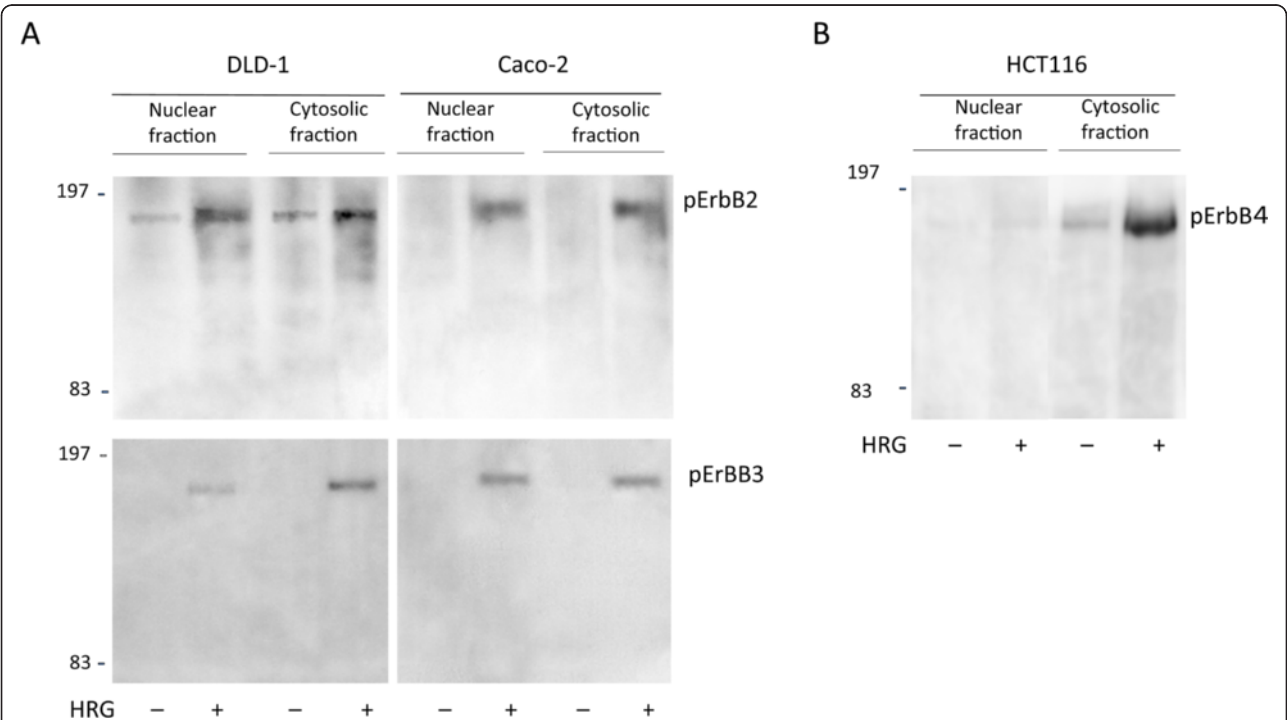 A
B
DLD-1 Caco-2 HCT116
Nuclear fraction Cytosolic fraction Nuclear fraction Cytosolic fraction Nuclear fraction Cytosolic fraction
197 - pErbB2
83 -
197 - pErBB3
83 -
HRG – + – + – + – +
197 - pErbB4
83 -
HRG – + – +